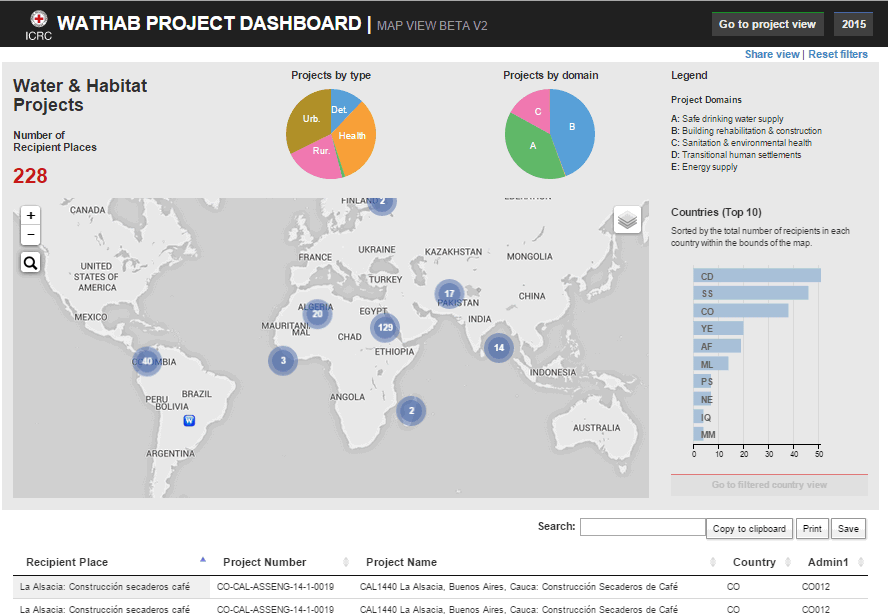 ICRC
WATHAB PROJECT DASHBOARD | MAP VIEW BETA V2
Go to project view
2015
Share view | Reset filters
Water & Habitat
Projects
Number of
Recipient Places
228
Projects by type
Urb.
Det.
Health
Rur.
Projects by domain
C
B
A
Legend
Project Domains
A: Safe drinking water supply
B: Building rehabilitation & construction
C: Sanitation & environmental health
D: Transitional human settlements
E: Energy supply
+
−
CANADA
UNITED
STATES OF
AMERICA
MEXICO
40
PERU
BRAZIL
BOLIVIA
W
ARGENTINA
FINLAND
2
UKRAINE
FRANCE
KAZAKHSTAN
MONGOLIA
TURKEY
17
PAKISTAN
CHINA
ALGERIA
20
EGYPT
129
INDIA
MAURITANI
MAL
CHAD
3
ETHIOPIA
14
INDONESIA
ANGOLA
2
AUSTRALIA
Countries (Top 10)
Sorted by the total number of recipients in each
country within the bounds of the map.
CD
SS
CO
YE
AF
ML
PS
NE
IQ
MM
0 10 20 30 40 50
Go to filtered country view
Search:
Copy to clipboard
Print
Save
Recipient Place Project Number Project Name Country Admin1
La Alsacia: Construcción secaderos café CO-CAL-ASSENG-14-1-0019 CAL1440 La Alsacia, Buenos Aires, Cauca: Construcción Secaderos de Café CO CO012
La Alsacia: Construcción secaderos café CO-CAL-ASSENG-14-1-0019 CAL1440 La Alsacia, Buenos Aires, Cauca: Construcción Secaderos de Café CO CO012